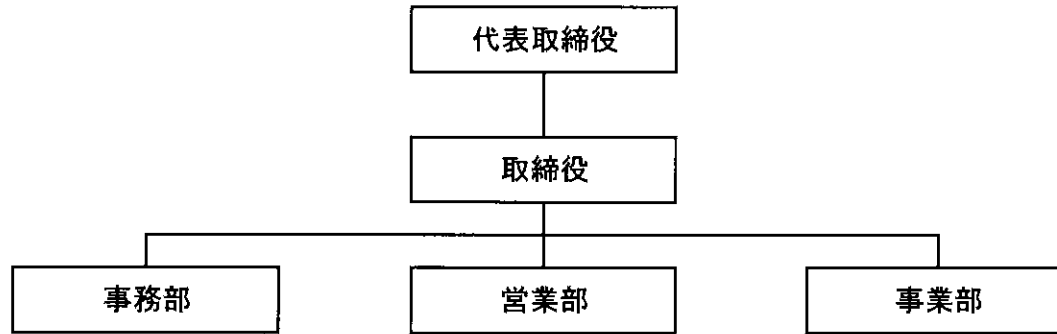 代表取締役
取締役
事務部
営業部
事業部